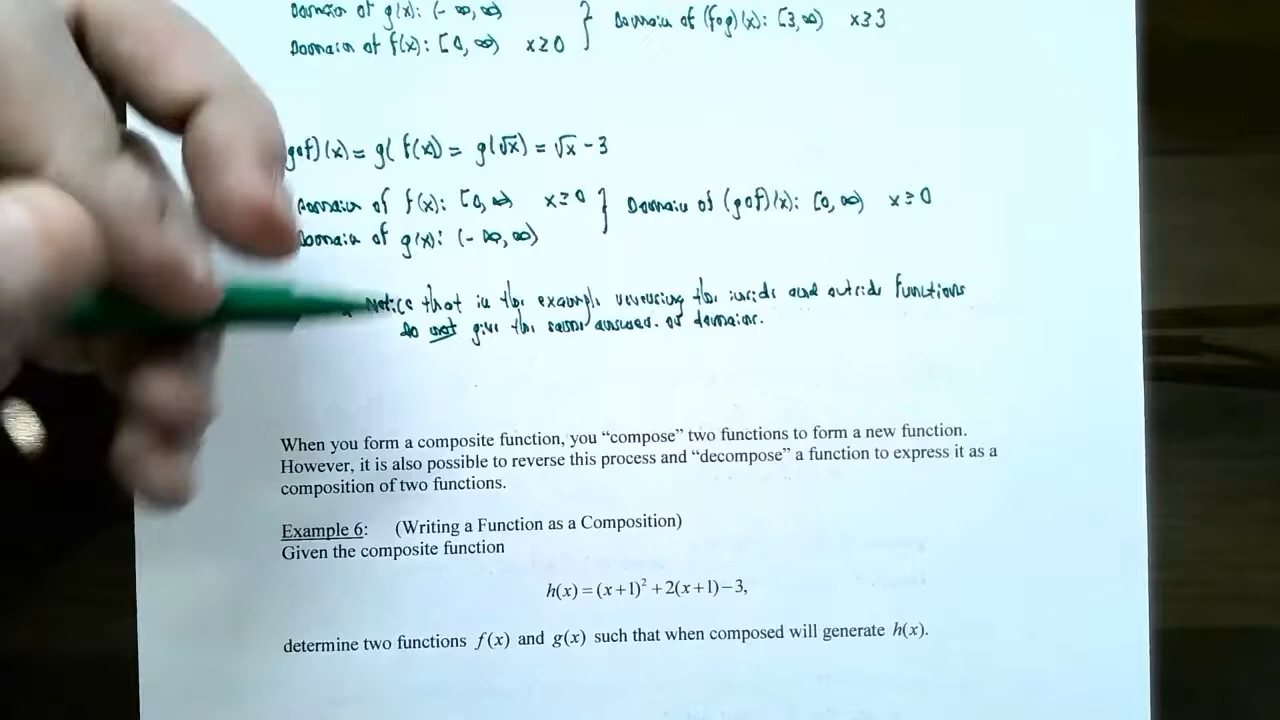 Domain of g(x): (-∞, ∞) } Domain of (f∘g)(x): [3, ∞) x≥3
Domain of f(x): [0, ∞) x≥0
g∘f)(x) = g( f(x)) = g(√x) = √x - 3
Domain of f(x): [0, ∞) x≥0 } Domain of (g∘f)(x): [0, ∞) x≥0
Domain of g(x): (-∞, ∞)
Notice that in the example reversing the inside and outside functions
do not give the same answer or domain.
When you form a composite function, you “compose” two functions to form a new function.
However, it is also possible to reverse this process and “decompose” a function to express it as a
composition of two functions.
Example 6: (Writing a Function as a Composition)
Given the composite function
h(x) = (x+1)² + 2(x+1) − 3,
determine two functions f(x) and g(x) such that when composed will generate h(x).